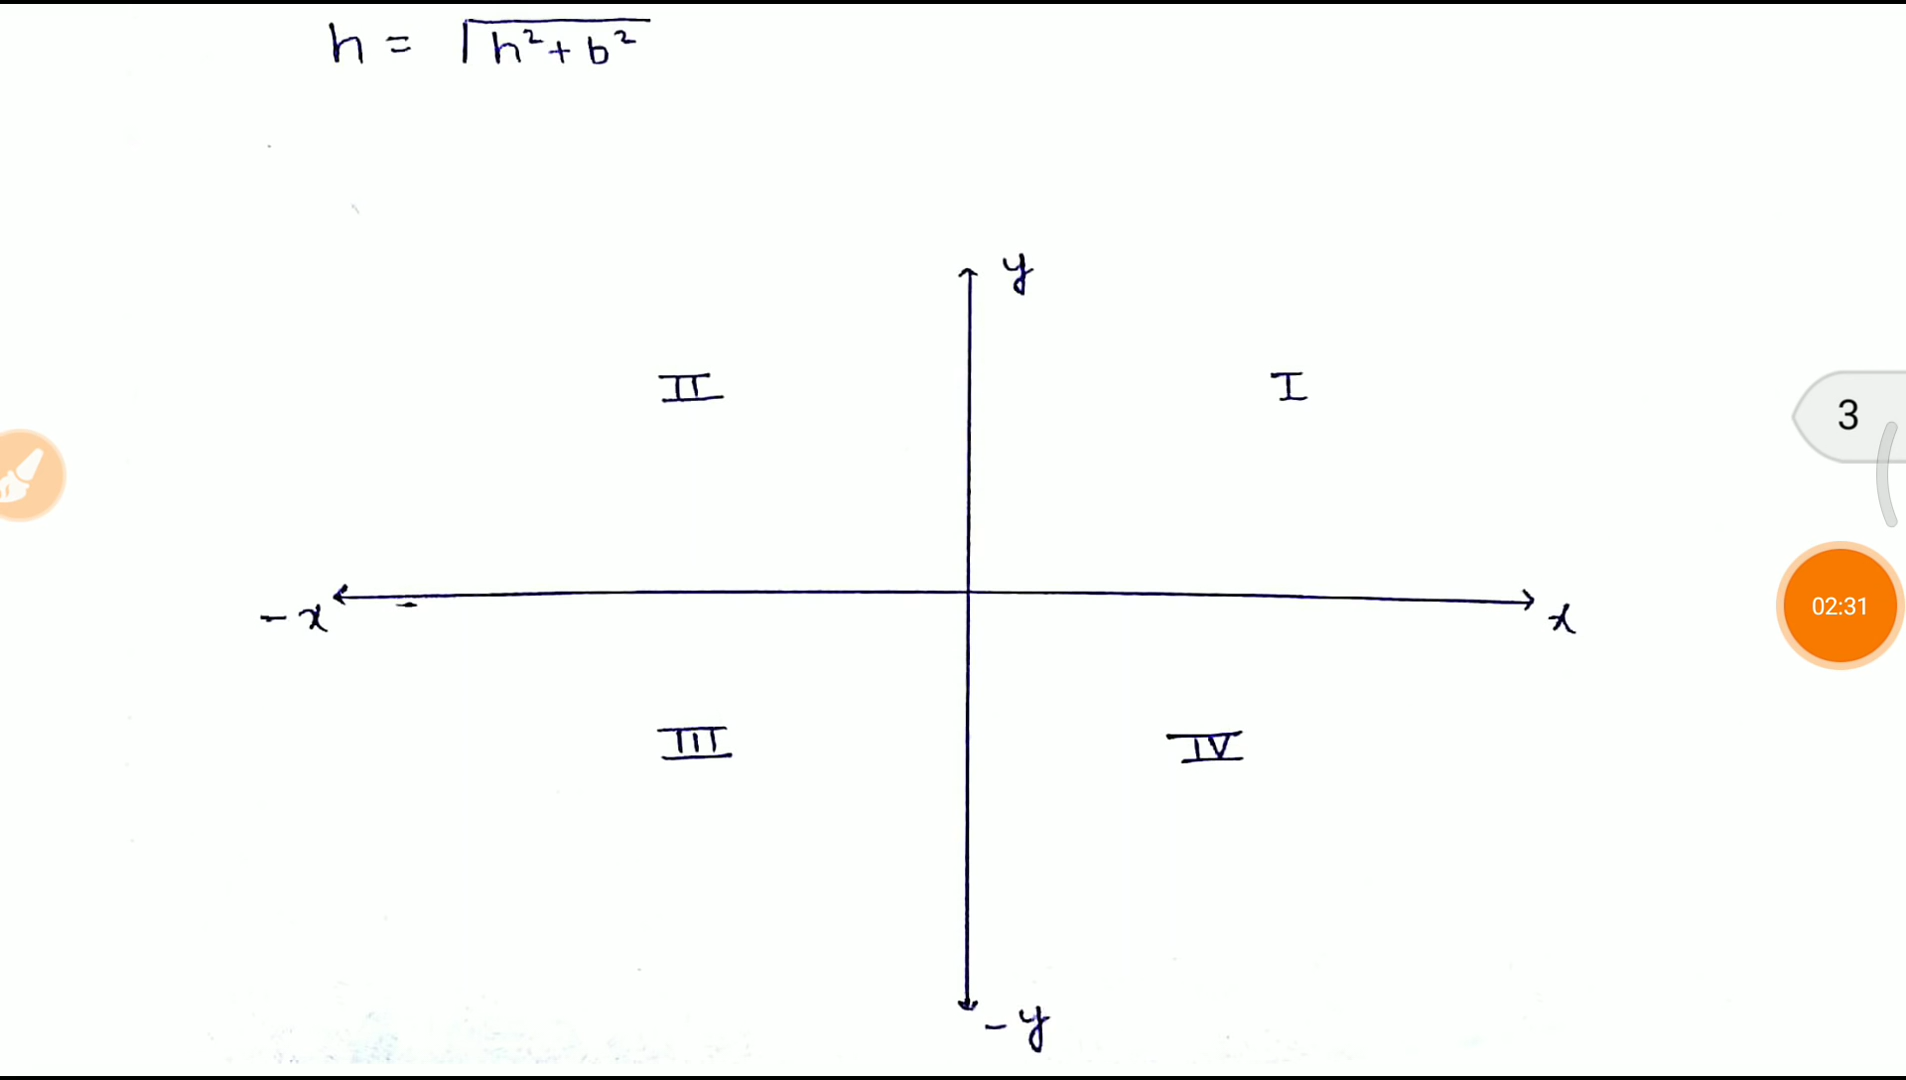 h = √h²+b²
y
II
I
3
02:31
-x
x
III
IV
-y